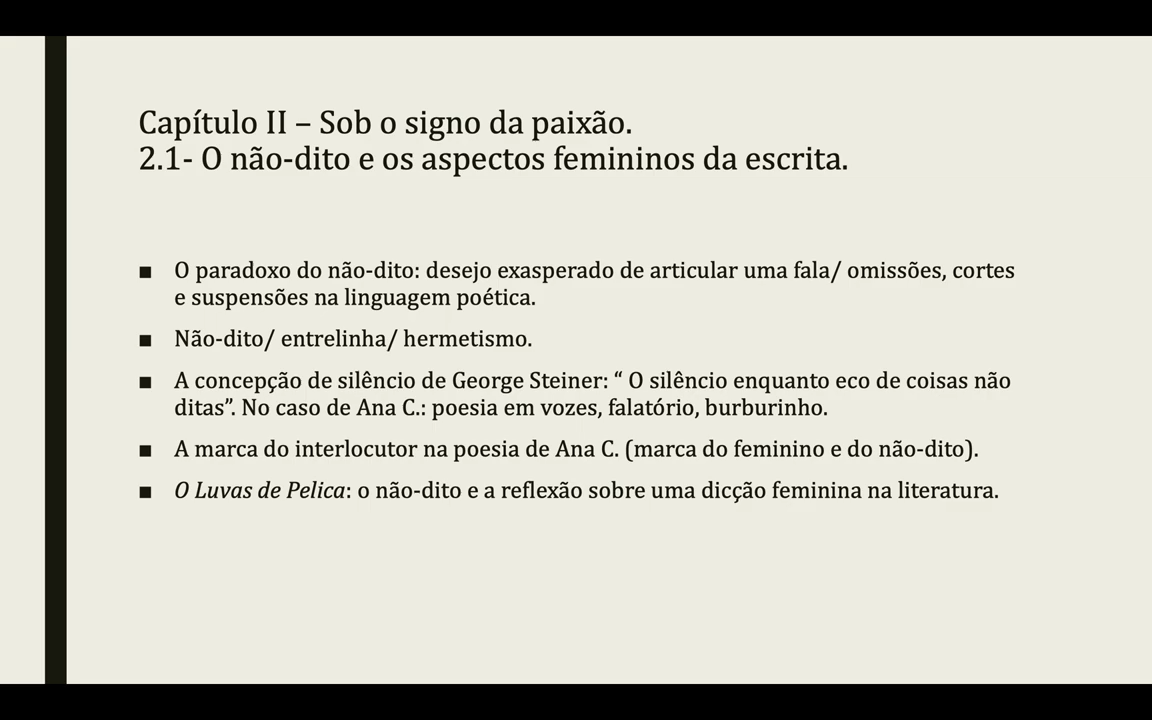 Capítulo II – Sob o signo da paixão.
2.1- O não-dito e os aspectos femininos da escrita.
■ O paradoxo do não-dito: desejo exasperado de articular uma fala/ omissões, cortes
e suspensões na linguagem poética.
■ Não-dito/ entrelinha/ hermetismo.
■ A concepção de silêncio de George Steiner: “ O silêncio enquanto eco de coisas não
ditas”. No caso de Ana C.: poesia em vozes, falatório, burburinho.
■ A marca do interlocutor na poesia de Ana C. (marca do feminino e do não-dito).
■ O Luvas de Pelica: o não-dito e a reflexão sobre uma dicção feminina na literatura.